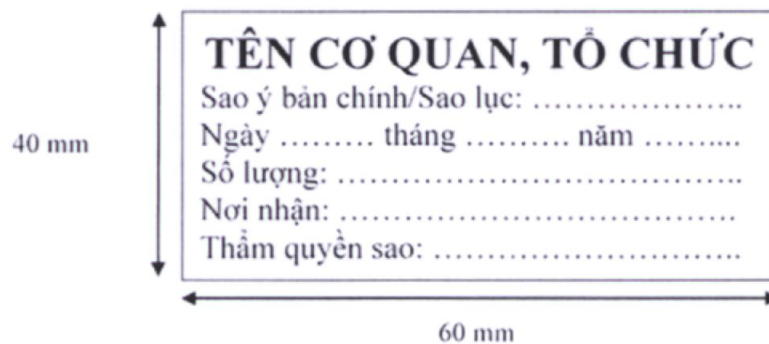 TÊN CƠ QUAN, TỔ CHỨC
Sao ý bản chính/Sao lục: .....................
Ngày ......... tháng .......... năm ..........
Số lượng: ........................................
Nơi nhận: .......................................
Thẩm quyền sao: ..............................
40 mm
60 mm